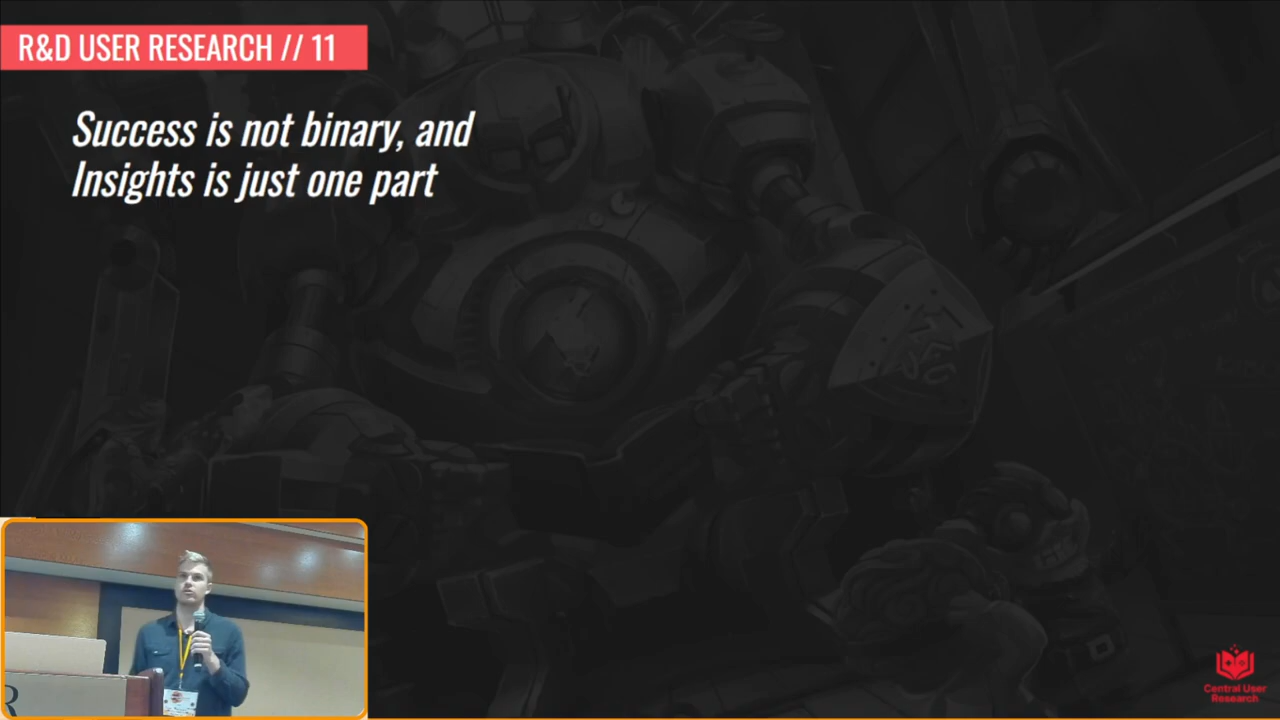 R&D USER RESEARCH // 11
Success is not binary, and
Insights is just one part
R
Central User
Research